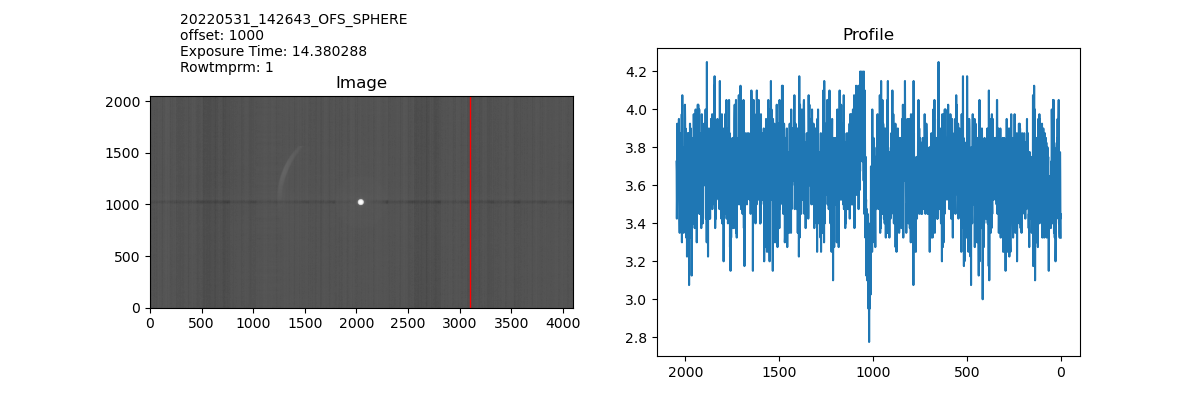 20220531_142643_OFS_SPHERE
offset: 1000
Exposure Time: 14.380288
Rowtmprm: 1
Image
2000
1500
1000
500
0
0 500 1000 1500 2000 2500 3000 3500 4000
Profile
4.2
4.0
3.8
3.6
3.4
3.2
3.0
2.8
2000 1500 1000 500 0